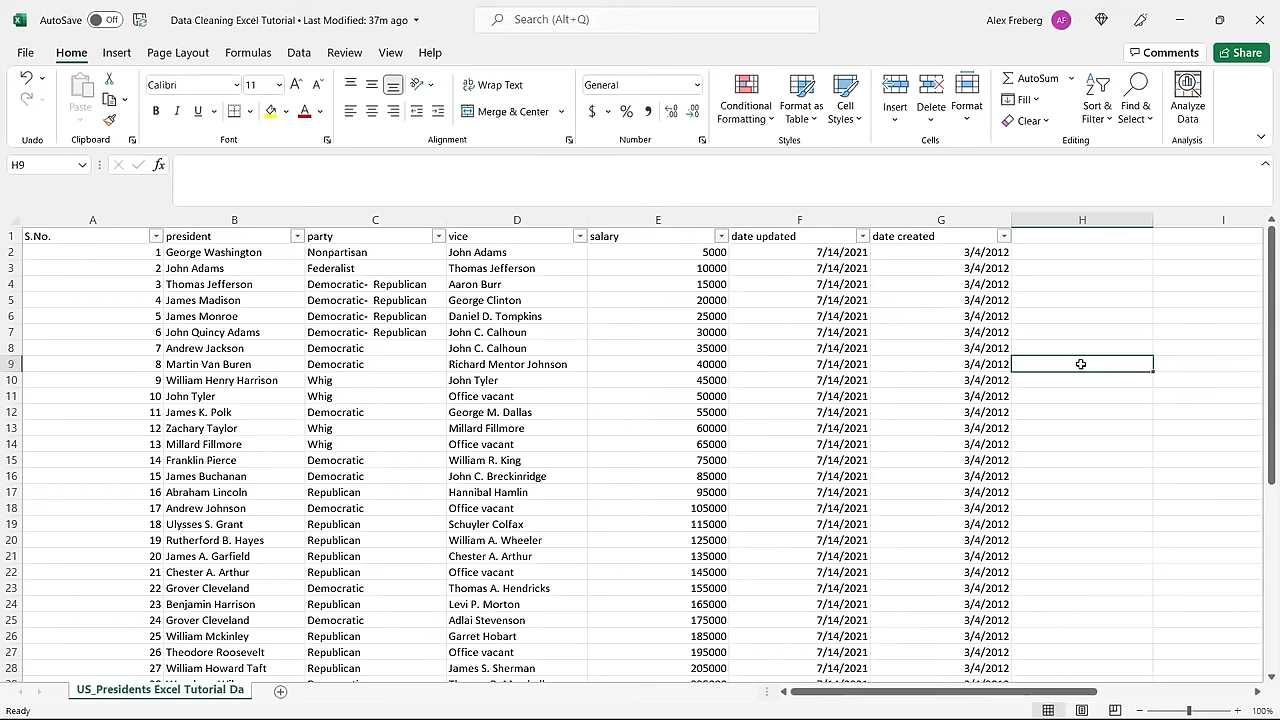 AutoSave Off Data Cleaning Excel Tutorial • Last Modified: 37m ago Search (Alt+Q) Alex Freberg AF
File Home Insert Page Layout Formulas Data Review View Help Comments Share
Calibri 11 Wrap Text General AutoSum
Paste B I U Merge & Center $ % Conditional Formatting Format as Table Cell Styles Insert Delete Format Fill Clear Sort & Filter Find & Select Analyze Data
Undo Clipboard Font Alignment Number Styles Cells Editing Analysis
H9 fx
A B C D E F G H I
1 S.No. president party vice salary date updated date created
2 1 George Washington Nonpartisan John Adams 5000 7/14/2021 3/4/2012
3 2 John Adams Federalist Thomas Jefferson 10000 7/14/2021 3/4/2012
4 3 Thomas Jefferson Democratic-  Republican Aaron Burr 15000 7/14/2021 3/4/2012
5 4 James Madison Democratic-  Republican George Clinton 20000 7/14/2021 3/4/2012
6 5 James Monroe Democratic-  Republican Daniel D. Tompkins 25000 7/14/2021 3/4/2012
7 6 John Quincy Adams Democratic-  Republican John C. Calhoun 30000 7/14/2021 3/4/2012
8 7 Andrew Jackson Democratic John C. Calhoun 35000 7/14/2021 3/4/2012
9 8 Martin Van Buren Democratic Richard Mentor Johnson 40000 7/14/2021 3/4/2012
10 9 William Henry Harrison Whig John Tyler 45000 7/14/2021 3/4/2012
11 10 John Tyler Whig Office vacant 50000 7/14/2021 3/4/2012
12 11 James K. Polk Democratic George M. Dallas 55000 7/14/2021 3/4/2012
13 12 Zachary Taylor Whig Millard Fillmore 60000 7/14/2021 3/4/2012
14 13 Millard Fillmore Whig Office vacant 65000 7/14/2021 3/4/2012
15 14 Franklin Pierce Democratic William R. King 75000 7/14/2021 3/4/2012
16 15 James Buchanan Democratic John C. Breckinridge 85000 7/14/2021 3/4/2012
17 16 Abraham Lincoln Republican Hannibal Hamlin 95000 7/14/2021 3/4/2012
18 17 Andrew Johnson Democratic Office vacant 105000 7/14/2021 3/4/2012
19 18 Ulysses S. Grant Republican Schuyler Colfax 115000 7/14/2021 3/4/2012
20 19 Rutherford B. Hayes Republican William A. Wheeler 125000 7/14/2021 3/4/2012
21 20 James A. Garfield Republican Chester A. Arthur 135000 7/14/2021 3/4/2012
22 21 Chester A. Arthur Republican Office vacant 145000 7/14/2021 3/4/2012
23 22 Grover Cleveland Democratic Thomas A. Hendricks 155000 7/14/2021 3/4/2012
24 23 Benjamin Harrison Republican Levi P. Morton 165000 7/14/2021 3/4/2012
25 24 Grover Cleveland Democratic Adlai Stevenson 175000 7/14/2021 3/4/2012
26 25 William Mckinley Republican Garret Hobart 185000 7/14/2021 3/4/2012
27 26 Theodore Roosevelt Republican Office vacant 195000 7/14/2021 3/4/2012
28 27 William Howard Taft Republican James S. Sherman 205000 7/14/2021 3/4/2012
US_Presidents Excel Tutorial Da
Ready 100%